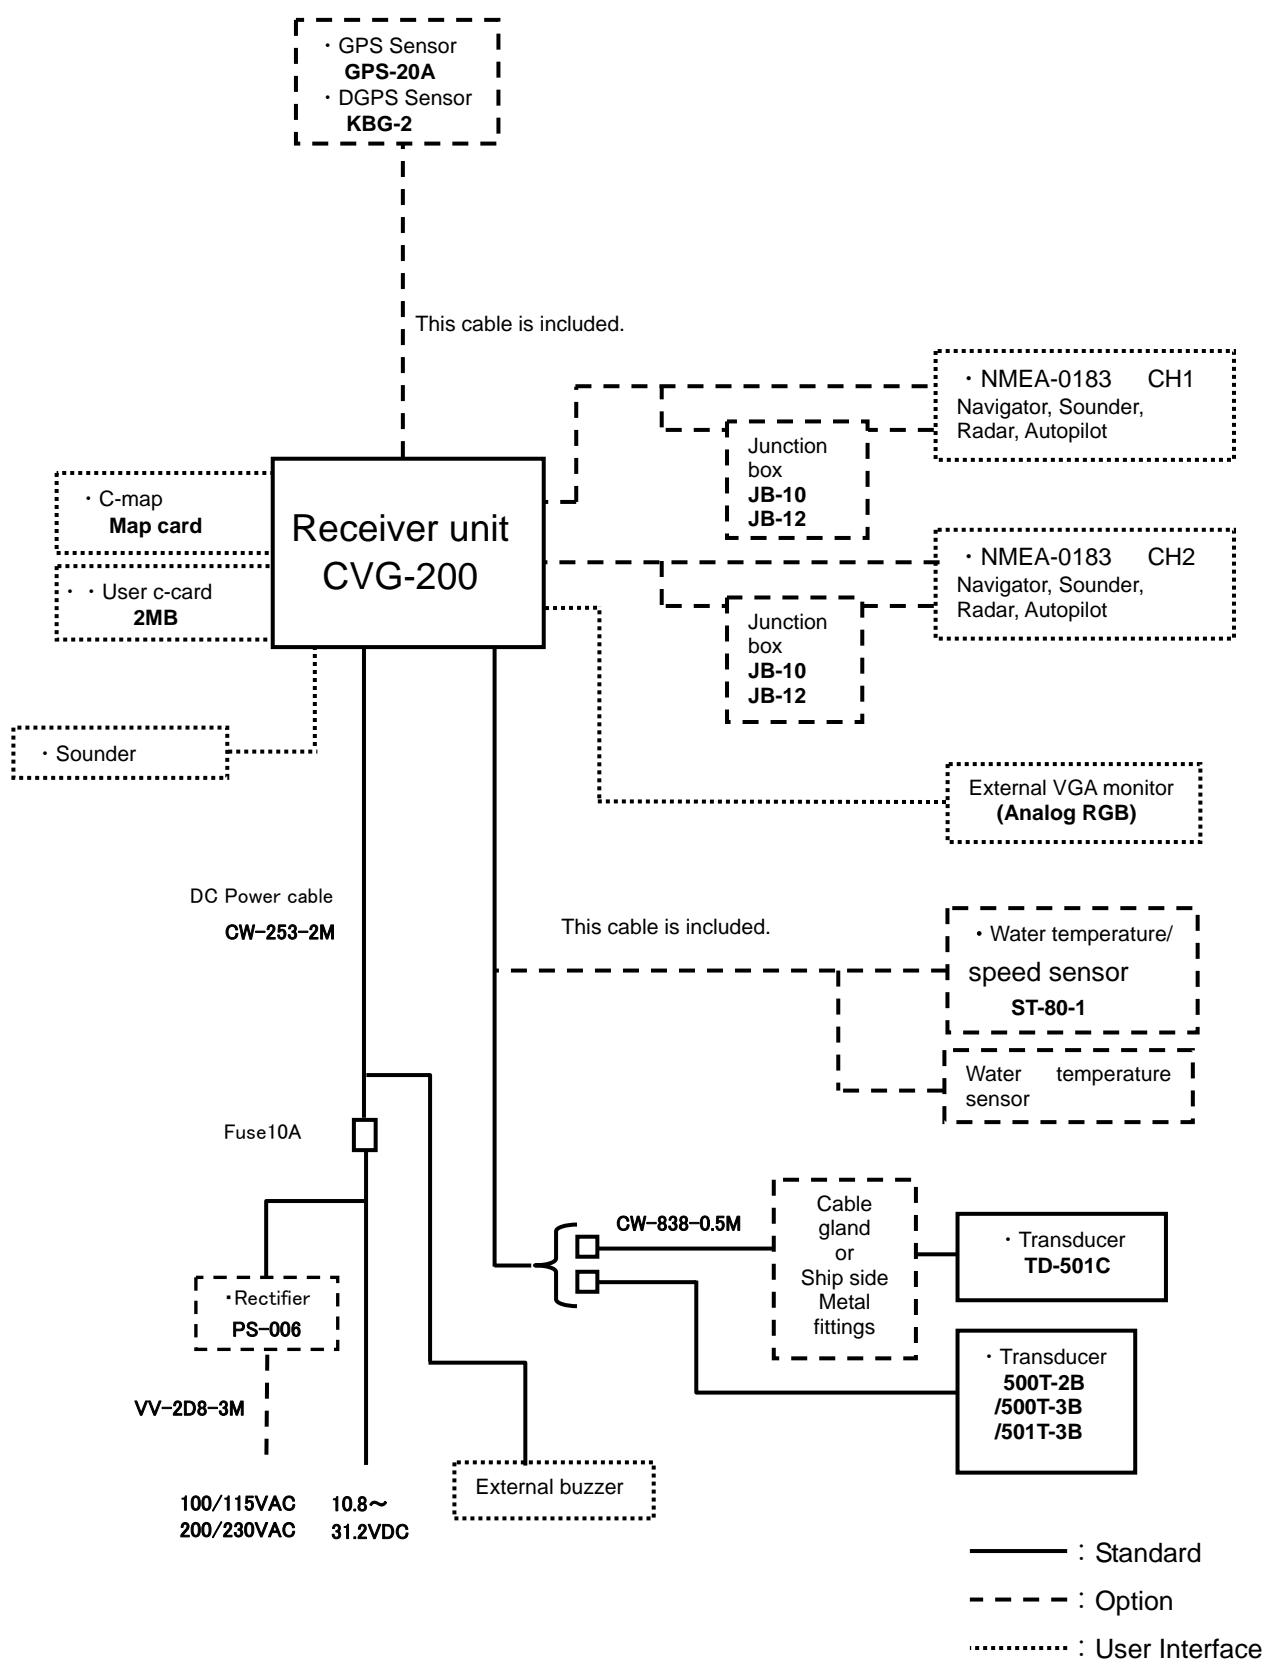 ・GPS Sensor
GPS-20A
・DGPS Sensor
KBG-2
This cable is included.
・NMEA-0183 CH1
Navigator, Sounder,
Radar, Autopilot
Junction
box
JB-10
JB-12
・C-map
Map card
Receiver unit
CVG-200
・NMEA-0183 CH2
Navigator, Sounder,
Radar, Autopilot
・・User c-card
2MB
Junction
box
JB-10
JB-12
・Sounder
External VGA monitor
(Analog RGB)
DC Power cable
CW-253-2M
This cable is included.
・Water temperature/
speed sensor
ST-80-1
Water temperature
sensor
Fuse10A
CW-838-0.5M
Cable
gland
or
Ship side
Metal
fittings
・Transducer
TD-501C
・Rectifier
PS-006
・Transducer
500T-2B
/500T-3B
/501T-3B
VV-2D8-3M
External buzzer
100/115VAC
200/230VAC
10.8～
31.2VDC
：Standard
：Option
：User Interface